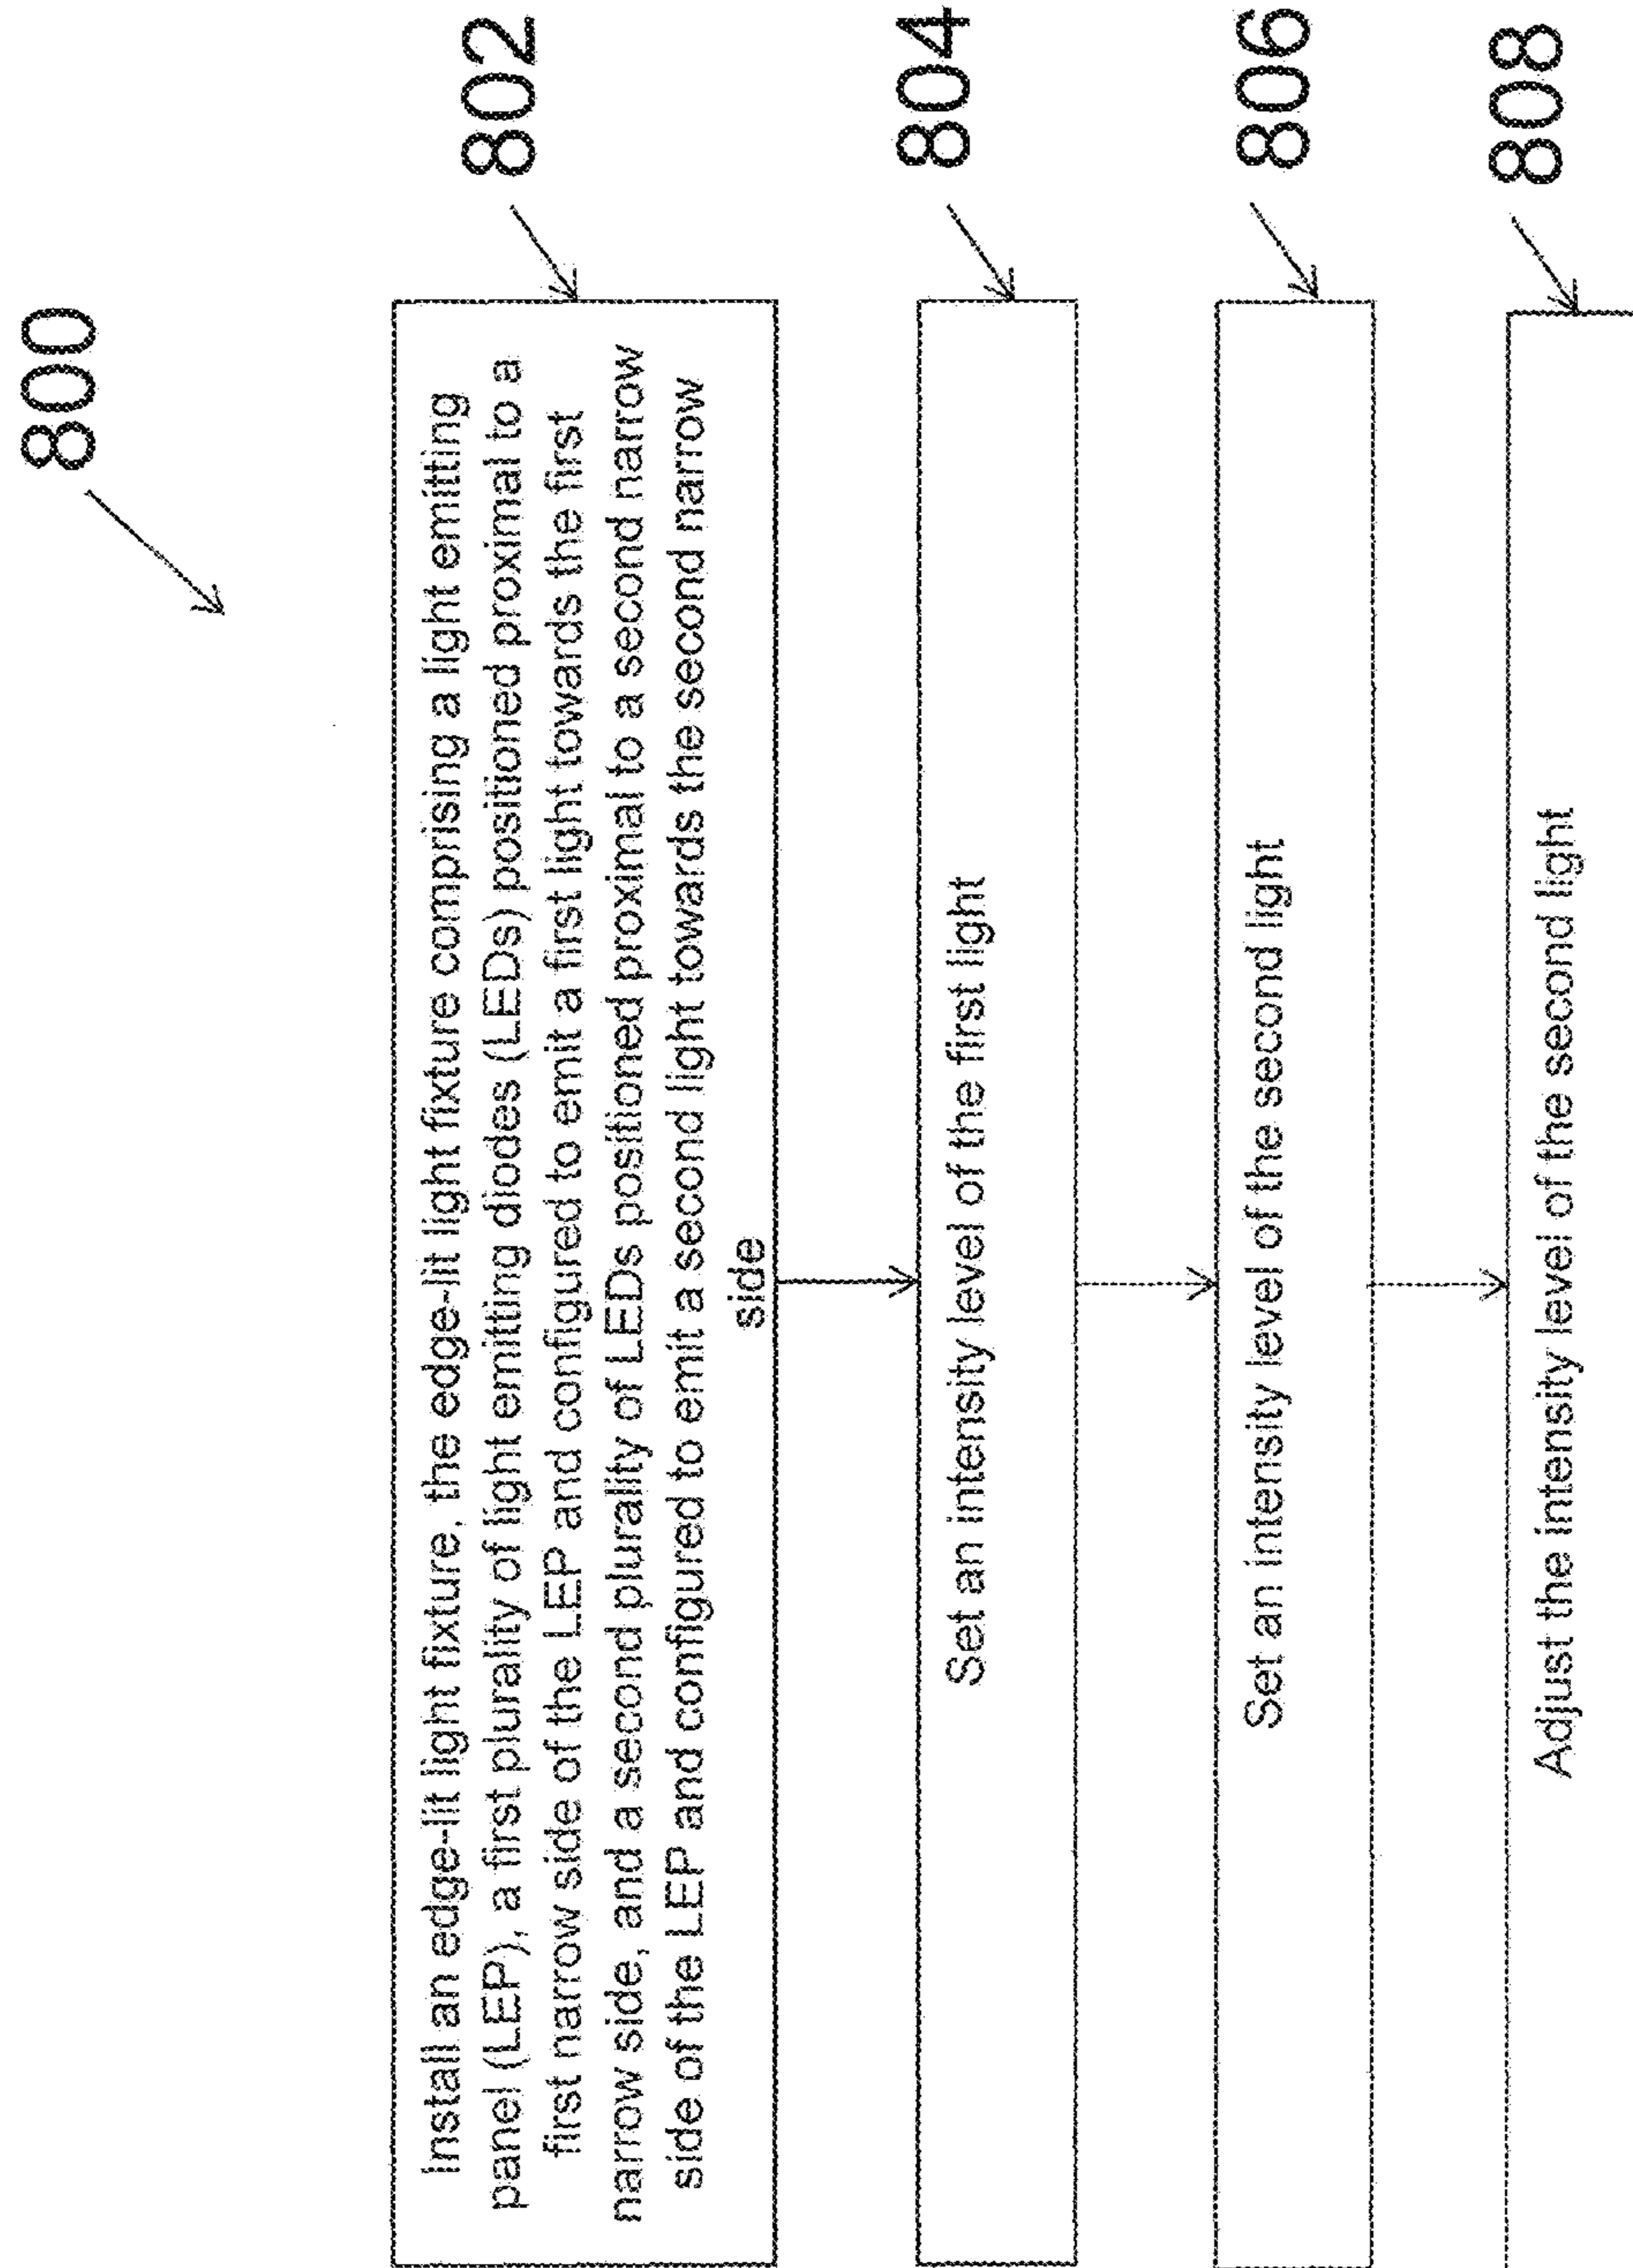 800
802
Install an edge-lit light fixture, the edge-lit light fixture comprising a light emitting
panel (LEP), a first plurality of light emitting diodes (LEDs) positioned proximal to a
first narrow side of the LEP and configured to emit a first light towards the first
narrow side, and a second plurality of LEDs positioned proximal to a second narrow
side of the LEP and configured to emit a second light towards the second narrow
side
804
Set an intensity level of the first light
806
Set an intensity level of the second light
808
Adjust the intensity level of the second light